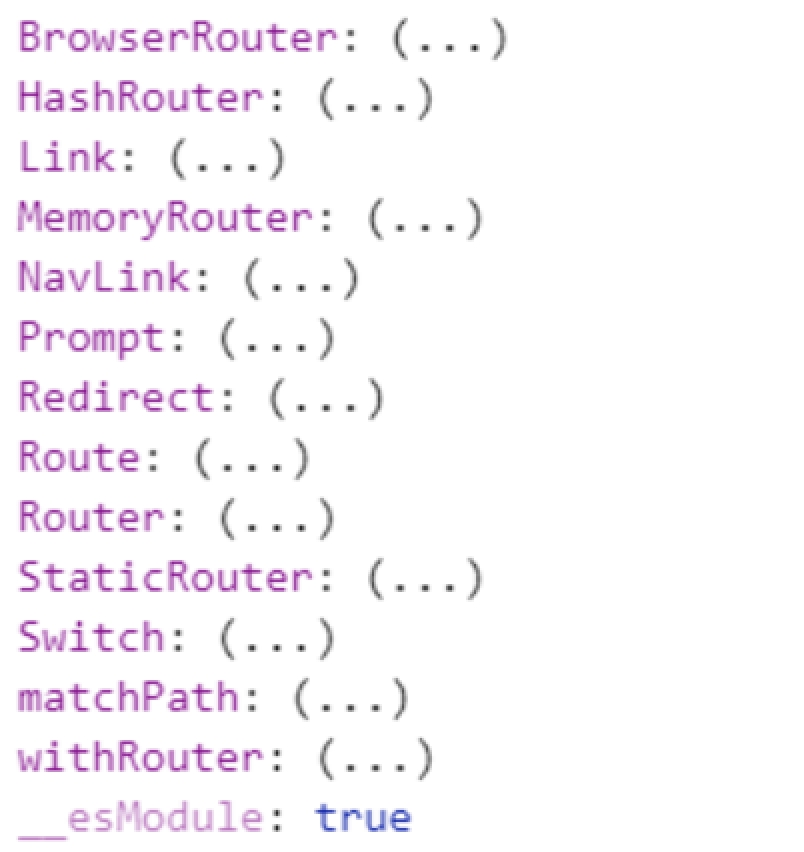 BrowserRouter: (...)
HashRouter: (...)
Link: (...)
MemoryRouter: (...)
NavLink: (...)
Prompt: (...)
Redirect: (...)
Route: (...)
Router: (...)
StaticRouter: (...)
Switch: (...)
matchPath: (...)
withRouter: (...)
__esModule: true